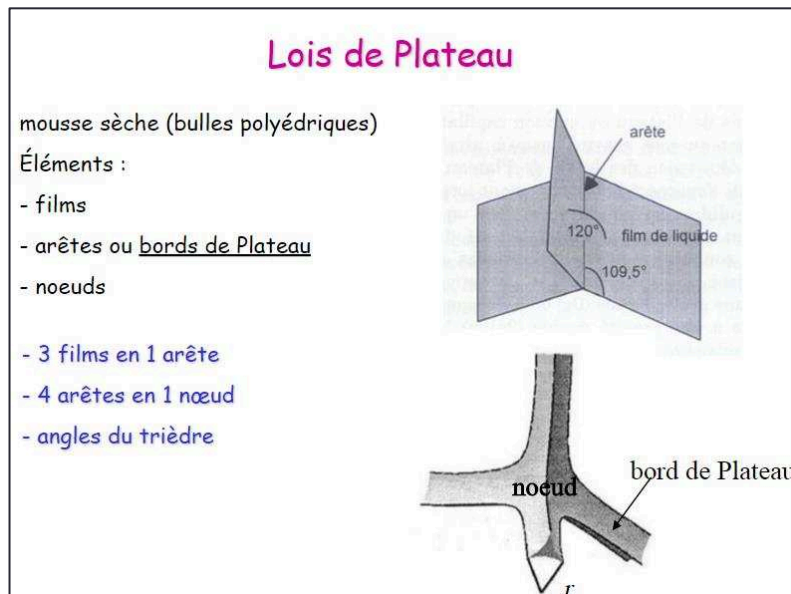 Lois de Plateau
mousse sèche (bulles polyédriques)
Éléments :
- films
- arêtes ou bords de Plateau
- noeuds
- 3 films en 1 arête
- 4 arêtes en 1 nœud
- angles du trièdre
arête
120°
film de liquide
109,5°
noeud
bord de Plateau
r